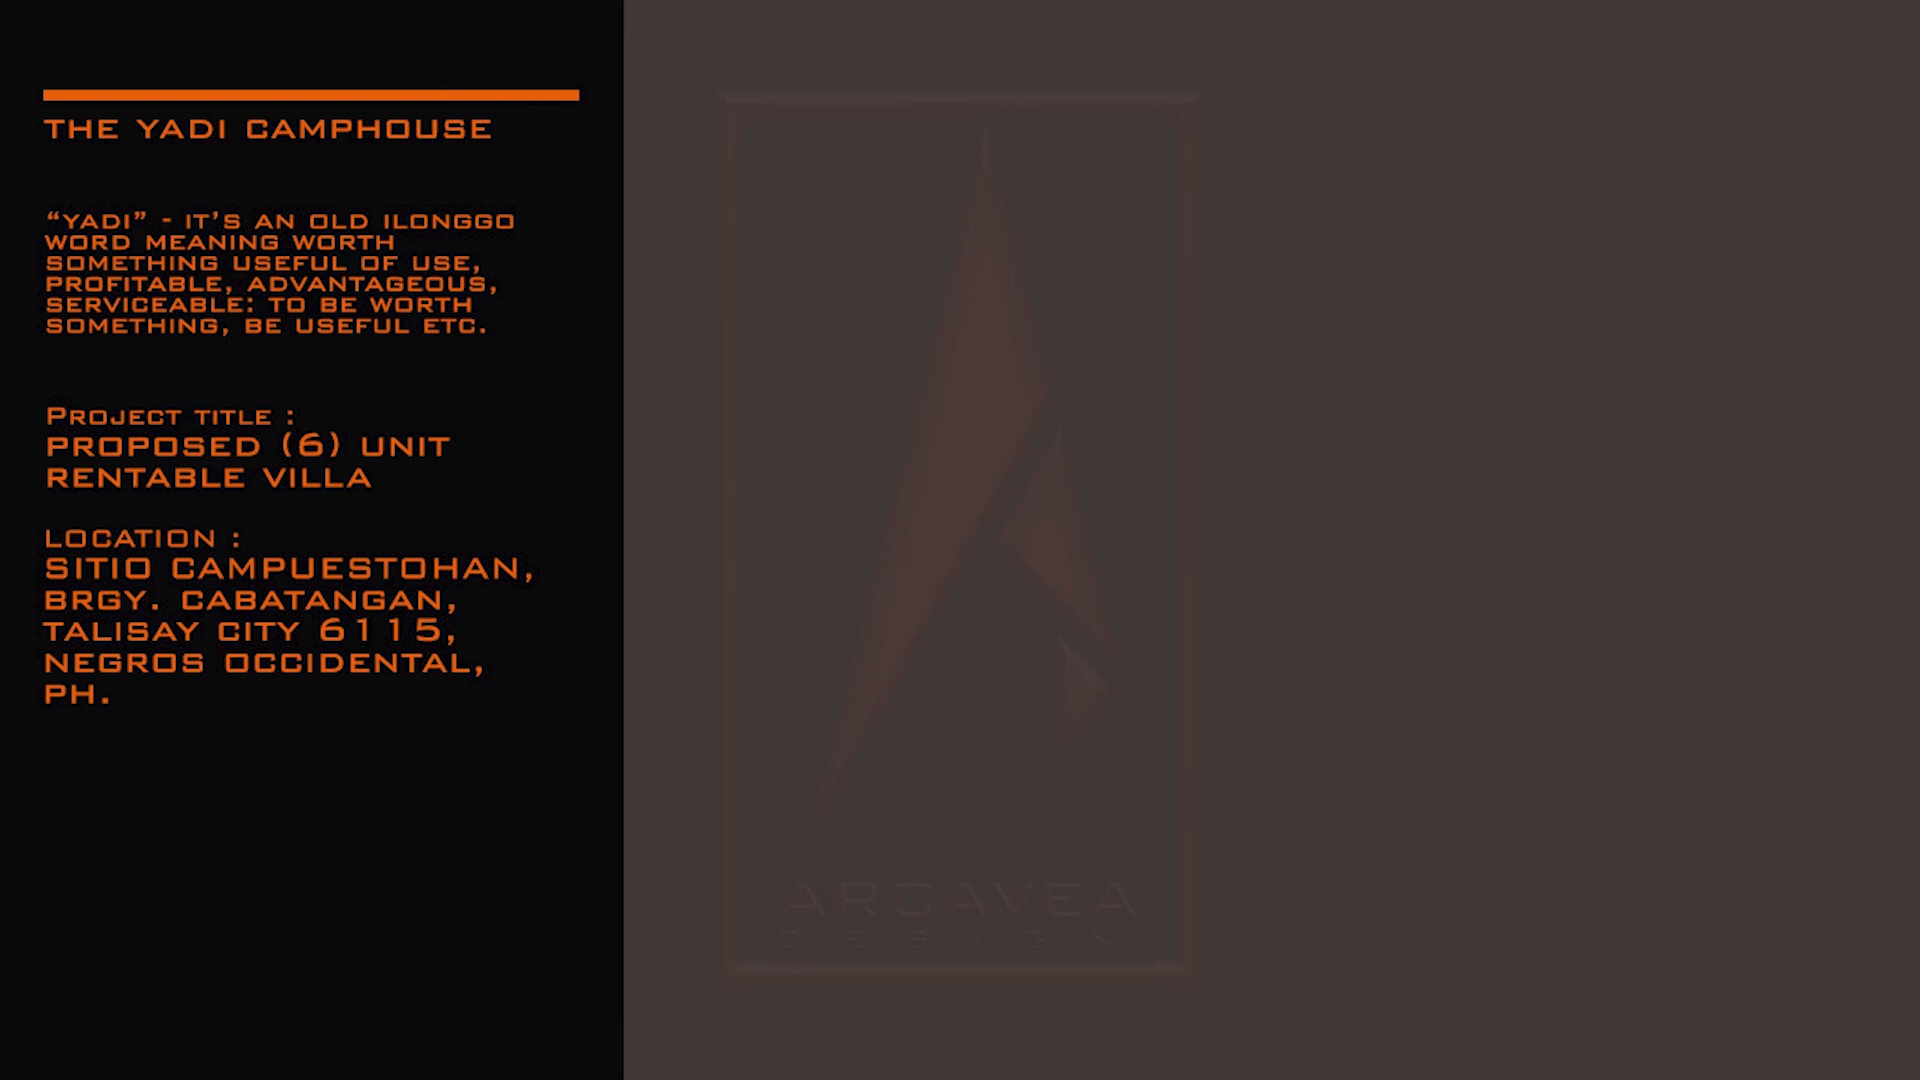 THE YADI CAMPHOUSE
“YADI” - IT’S AN OLD ILONGGO
WORD MEANING WORTH
SOMETHING USEFUL OF USE,
PROFITABLE, ADVANTAGEOUS,
SERVICEABLE: TO BE WORTH
SOMETHING, BE USEFUL ETC.
PROJECT TITLE :
PROPOSED (6) UNIT
RENTABLE VILLA
LOCATION :
SITIO CAMPUESTOHAN,
BRGY. CABATANGAN,
TALISAY CITY 6115,
NEGROS OCCIDENTAL,
PH.
ARCAVEA
DESIGN